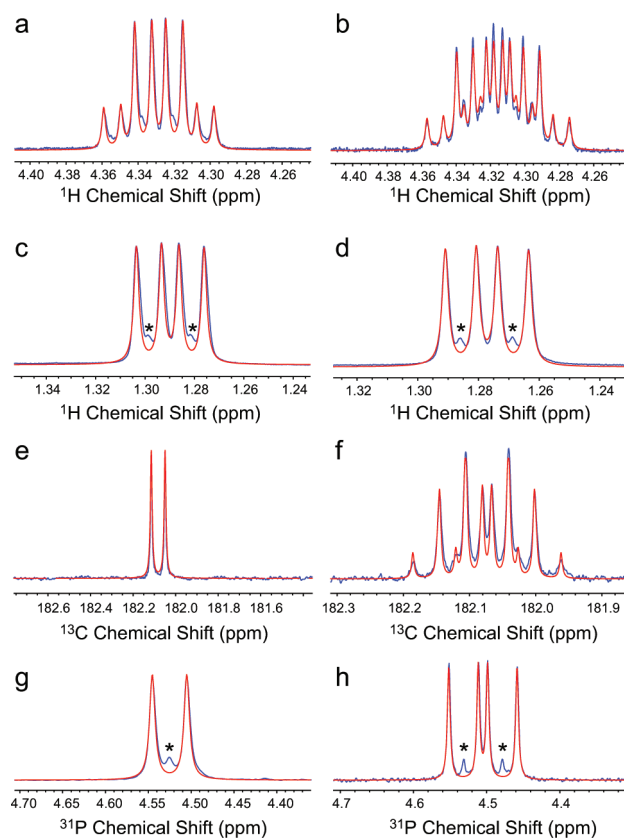 a b
4.40 4.38 4.36 4.34 4.32 4.30 4.28 4.26 4.40 4.38 4.36 4.34 4.32 4.30 4.28 4.26
¹H Chemical Shift (ppm) ¹H Chemical Shift (ppm)
c d
* * * *
1.34 1.32 1.30 1.28 1.26 1.24 1.32 1.30 1.28 1.26 1.24
¹H Chemical Shift (ppm) ¹H Chemical Shift (ppm)
e f
182.6 182.4 182.2 182.0 181.8 181.6 182.3 182.2 182.1 182.0 181.9
¹³C Chemical Shift (ppm) ¹³C Chemical Shift (ppm)
g h
* * *
4.70 4.65 4.60 4.55 4.50 4.45 4.40 4.7 4.6 4.5 4.4
³¹P Chemical Shift (ppm) ³¹P Chemical Shift (ppm)